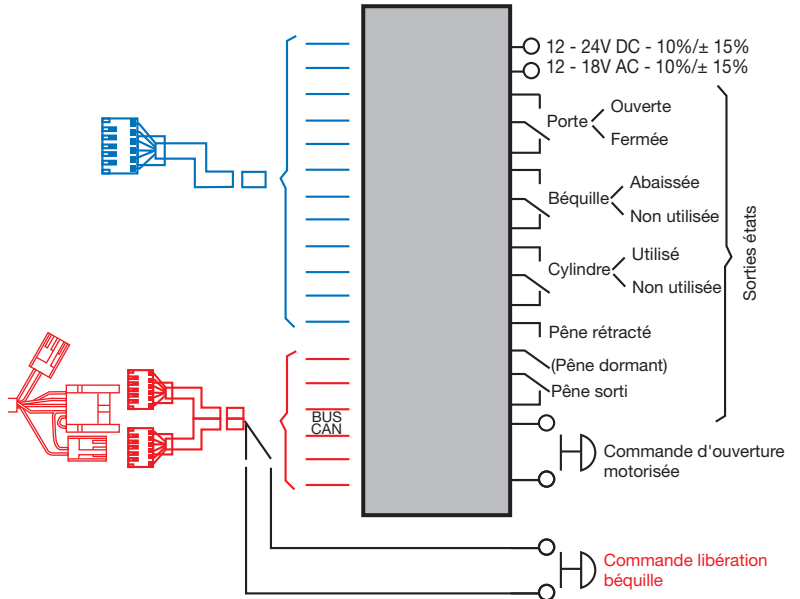 12 - 24V DC - 10%/± 15%
12 - 18V AC - 10%/± 15%
Porte
Ouverte
Fermée
Béquille
Abaissée
Non utilisée
Cylindre
Utilisé
Non utilisée
Pêne rétracté
(Pêne dormant)
Pêne sorti
Sorties états
BUS
CAN
Commande d'ouverture
motorisée
Commande libération
béquille